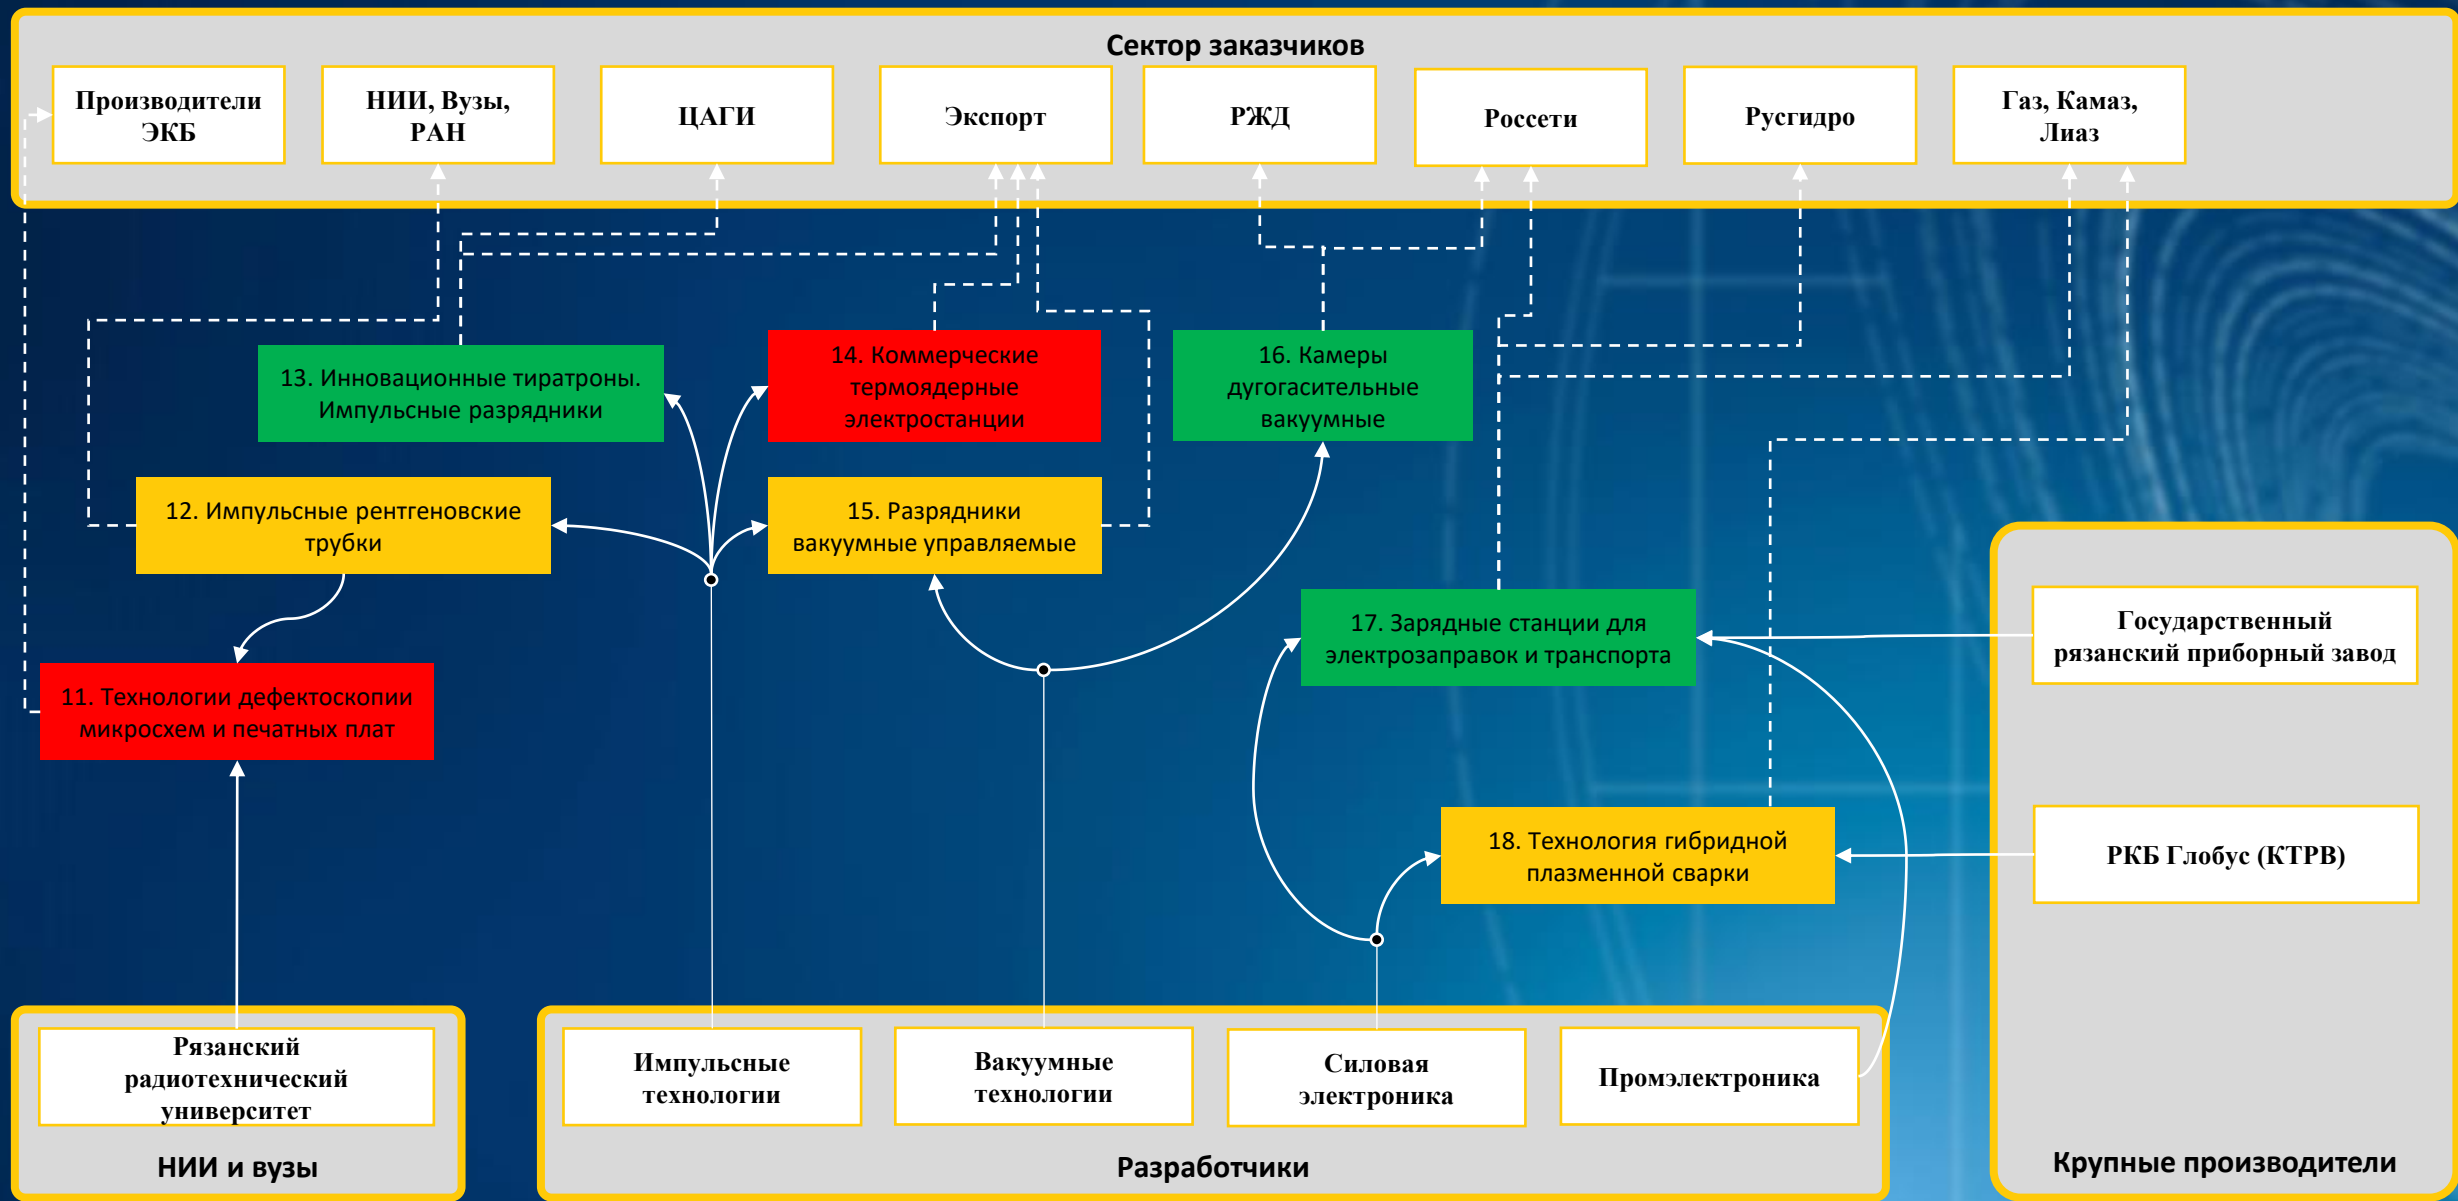 Сектор заказчиков
Производители
ЭКБ
НИИ, Вузы,
РАН
ЦАГИ
Экспорт
РЖД
Россети
Русгидро
Газ, Камаз,
Лиаз
13. Инновационные тиратроны.
Импульсные разрядники
14. Коммерческие
термоядерные
электростанции
16. Камеры
дугогасительные
вакуумные
12. Импульсные рентгеновские
трубки
15. Разрядники
вакуумные управляемые
17. Зарядные станции для
электрозаправок и транспорта
Государственный
рязанский приборный завод
11. Технологии дефектоскопии
микросхем и печатных плат
18. Технология гибридной
плазменной сварки
РКБ Глобус (КТРВ)
Рязанский
радиотехнический
университет
Импульсные
технологии
Вакуумные
технологии
Силовая
электроника
Промэлектроника
НИИ и вузы
Разработчики
Крупные производители